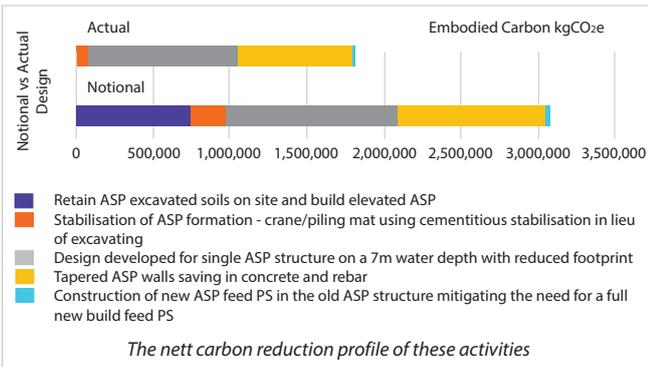 Actual
Embodied Carbon kgCO2e
Notional vs Actual
Design
Notional
0 500,000 1,000,000 1,500,000 2,000,000 2,500,000 3,000,000 3,500,000
Retain ASP excavated soils on site and build elevated ASP
Stabilisation of ASP formation - crane/piling mat using cementitious stabilisation in lieu
of excavating
Design developed for single ASP structure on a 7m water depth with reduced footprint
Tapered ASP walls saving in concrete and rebar
Construction of new ASP feed PS in the old ASP structure mitigating the need for a full
new build feed PS
The nett carbon reduction profile of these activities